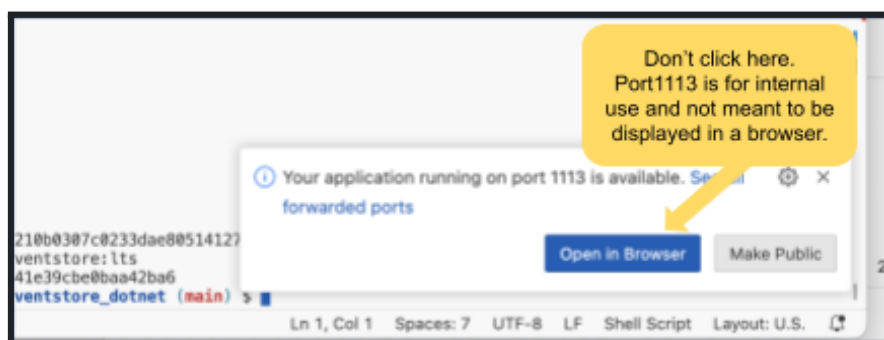 Don't click here.
Port1113 is for internal
use and not meant to be
displayed in a browser.
Your application running on port 1113 is available.
forwarded ports
Open in Browser Make Public
210b0307c0233dae80514127
ventstore:lts
41e39cbe0baa42ba6
ventstore_dotnet (main) $
2
Ln 1, Col 1 Spaces: 7 UTF-8 LF Shell Script Layout: U.S.